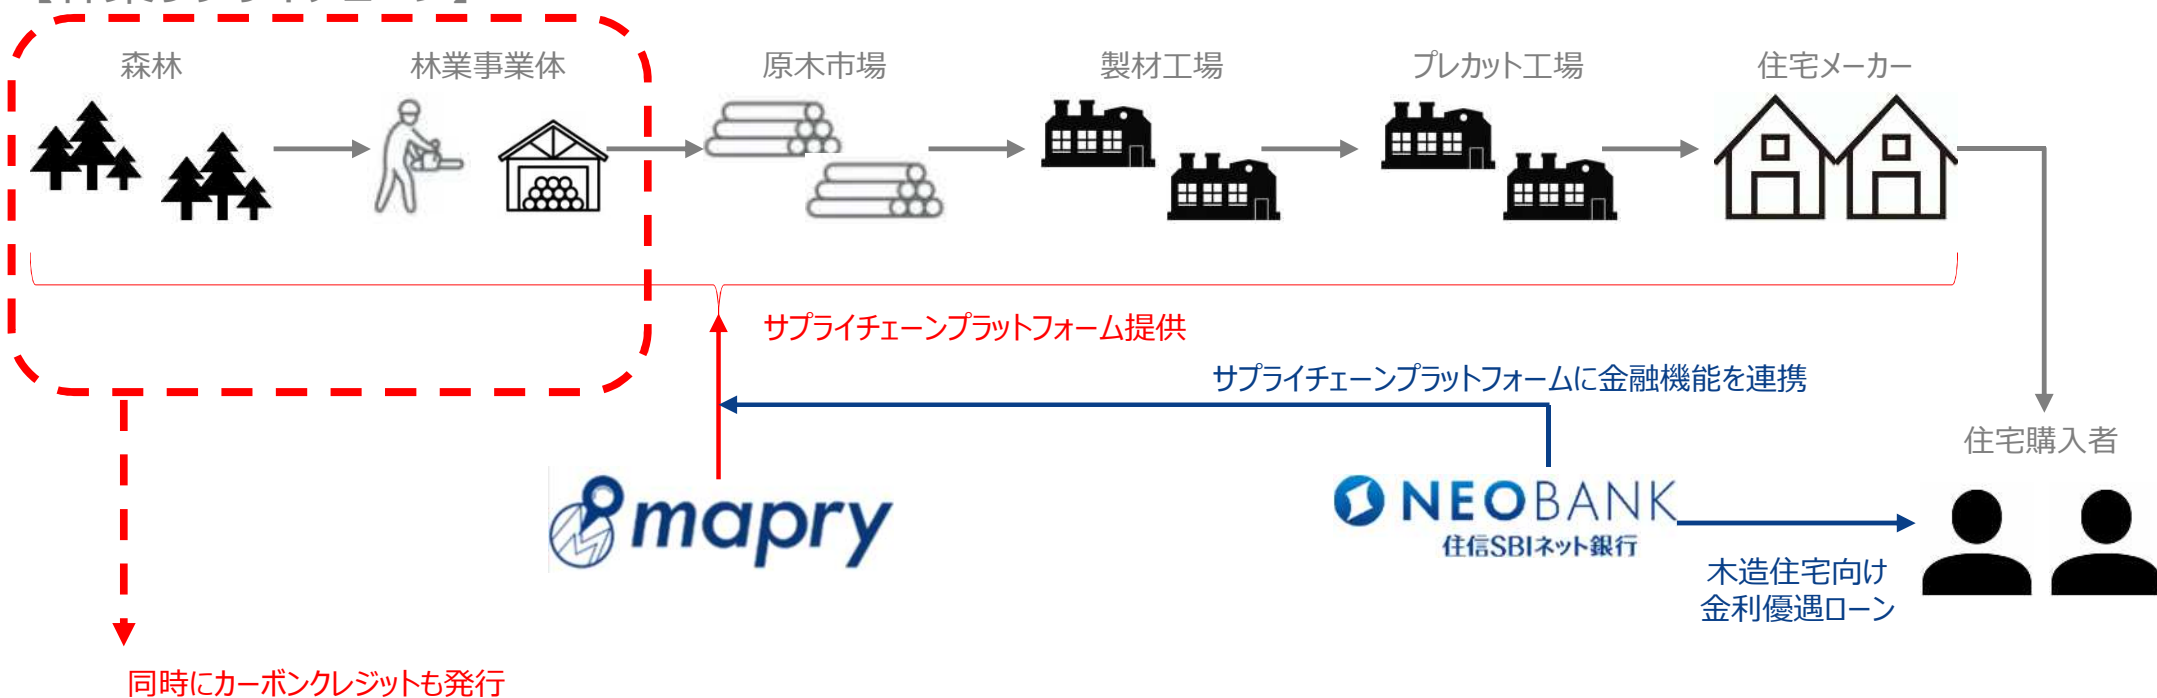 森林
林業事業体
原木市場
製材工場
プレカット工場
住宅メーカー
サプライチェーンプラットフォーム提供
サプライチェーンプラットフォームに金融機能を連携
住宅購入者
mapry
NEOBANK
住信SBIネット銀行
木造住宅向け
金利優遇ローン
同時にカーボンクレジットも発行